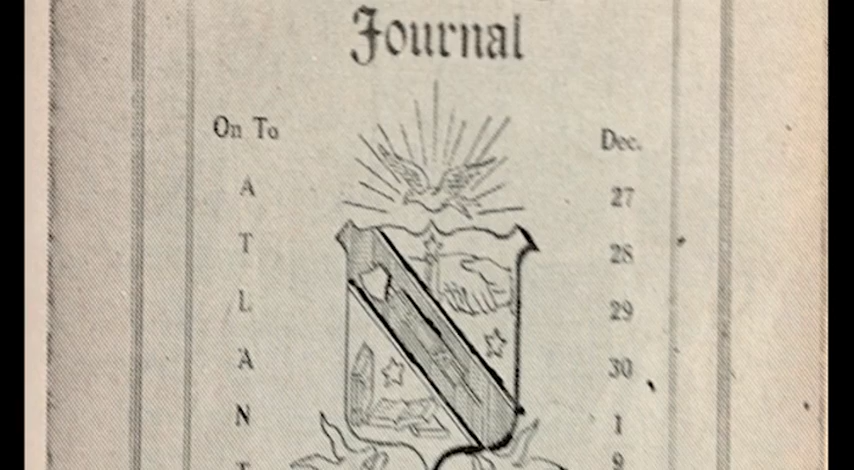 Journal
On To Dec.
A 27
T 28
L 29
A 30
N 1
T 9